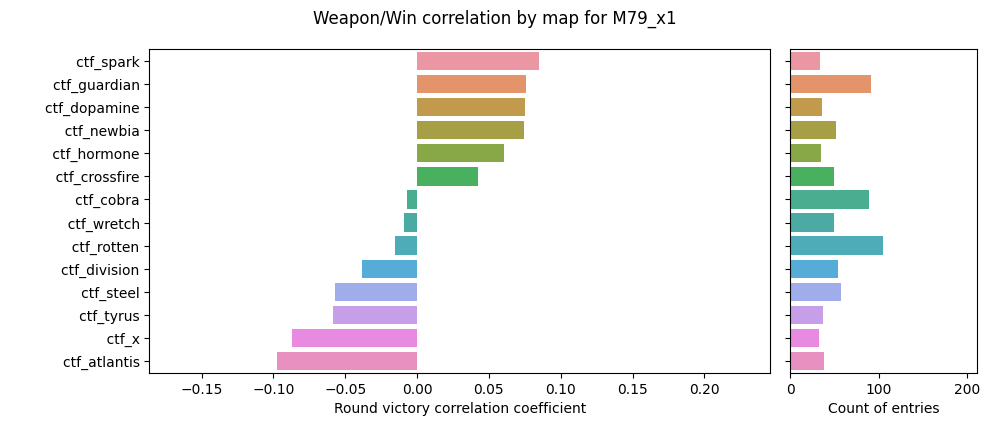 Weapon/Win correlation by map for M79_x1
ctf_spark
ctf_guardian
ctf_dopamine
ctf_newbia
ctf_hormone
ctf_crossfire
ctf_cobra
ctf_wretch
ctf_rotten
ctf_division
ctf_steel
ctf_tyrus
ctf_x
ctf_atlantis
−0.15 −0.10 −0.05 0.00 0.05 0.10 0.15 0.20
Round victory correlation coefficient
0 100 200
Count of entries